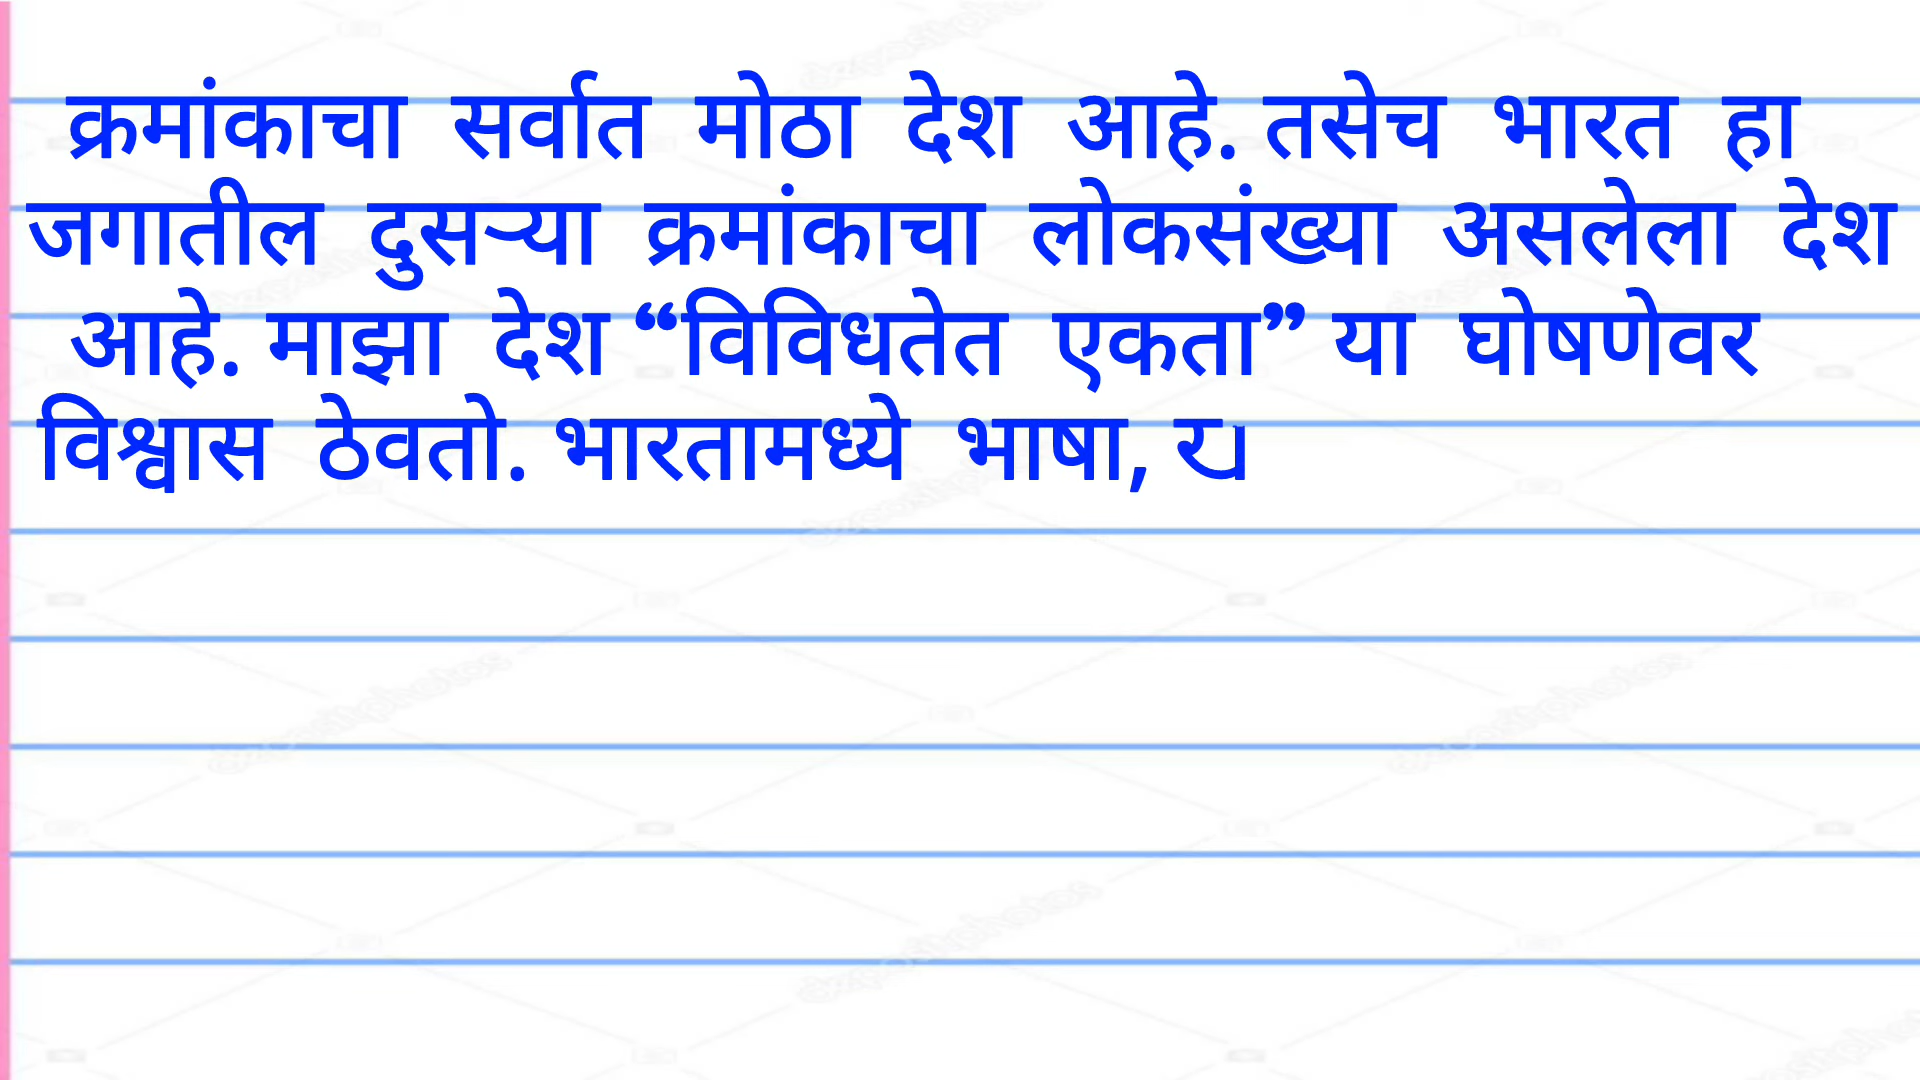 क्रमांकाचा सर्वात मोठा देश आहे. तसेच भारत हा
जगातील दुसऱ्या क्रमांकाचा लोकसंख्या असलेला देश
आहे. माझा देश “विविधतेत एकता” या घोषणेवर
विश्वास ठेवतो. भारतामध्ये भाषा,